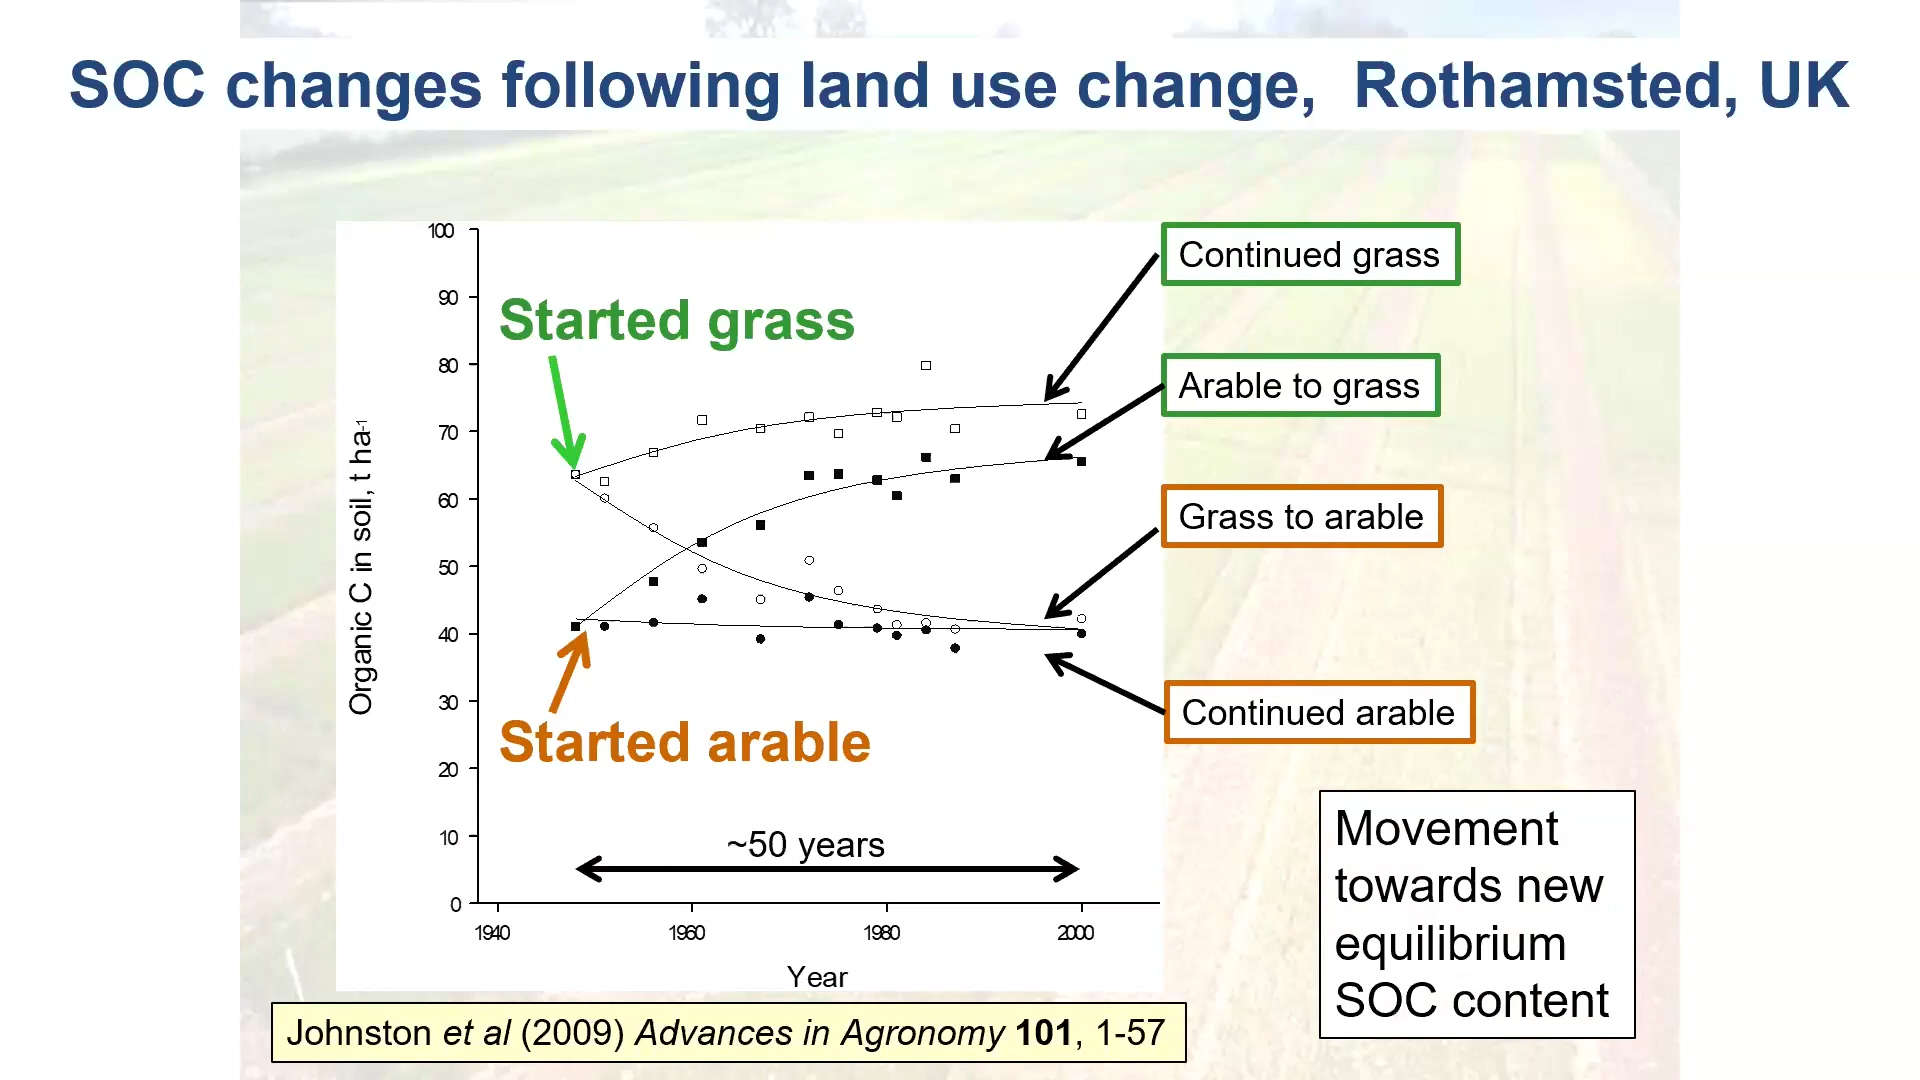 SOC changes following land use change, Rothamsted, UK
100
90
80
70
60
50
40
30
20
10
0
1940
1960
1980
2000
Organic C in soil, t ha-1
Year
Started grass
Started arable
~50 years
Continued grass
Arable to grass
Grass to arable
Continued arable
Movement
towards new
equilibrium
SOC content
Johnston et al (2009) Advances in Agronomy 101, 1-57